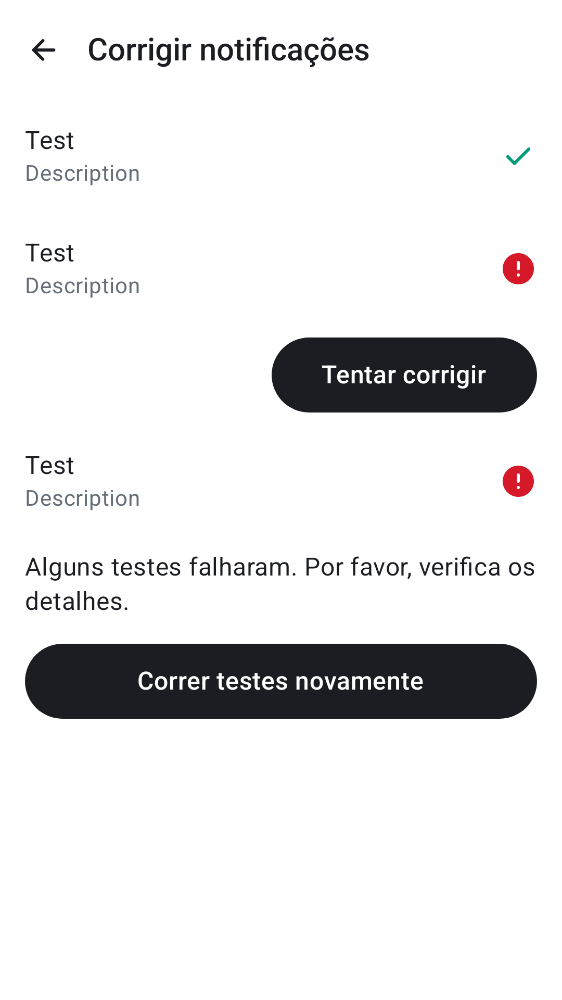 Corrigir notificações
Test
Description
Test
Description
Tentar corrigir
Test
Description
Alguns testes falharam. Por favor, verifica os
detalhes.
Correr testes novamente